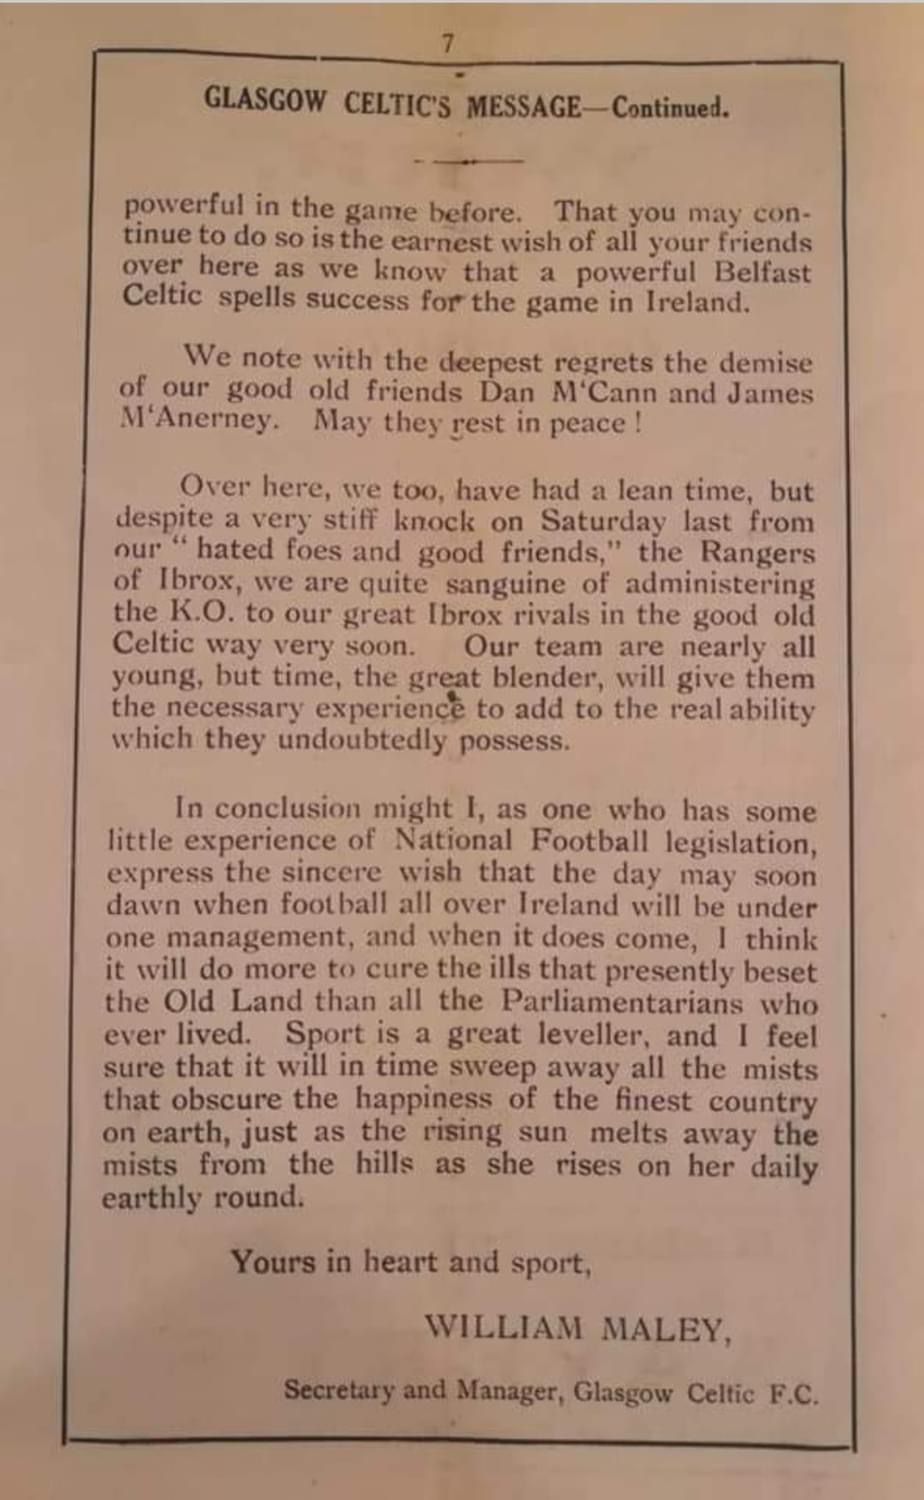 7
GLASGOW CELTIC'S MESSAGE—Continued.
powerful in the game before. That you may con-
tinue to do so is the earnest wish of all your friends
over here as we know that a powerful Belfast
Celtic spells success for the game in Ireland.
We note with the deepest regrets the demise
of our good old friends Dan M‘Cann and James
M‘Anerney. May they rest in peace !
Over here, we too, have had a lean time, but
despite a very stiff knock on Saturday last from
our “ hated foes and good friends,” the Rangers
of Ibrox, we are quite sanguine of administering
the K.O. to our great Ibrox rivals in the good old
Celtic way very soon. Our team are nearly all
young, but time, the great blender, will give them
the necessary experience to add to the real ability
which they undoubtedly possess.
In conclusion might I, as one who has some
little experience of National Football legislation,
express the sincere wish that the day may soon
dawn when football all over Ireland will be under
one management, and when it does come, I think
it will do more to cure the ills that presently beset
the Old Land than all the Parliamentarians who
ever lived. Sport is a great leveller, and I feel
sure that it will in time sweep away all the mists
that obscure the happiness of the finest country
on earth, just as the rising sun melts away the
mists from the hills as she rises on her daily
earthly round.
Yours in heart and sport,
WILLIAM MALEY,
Secretary and Manager, Glasgow Celtic F.C.